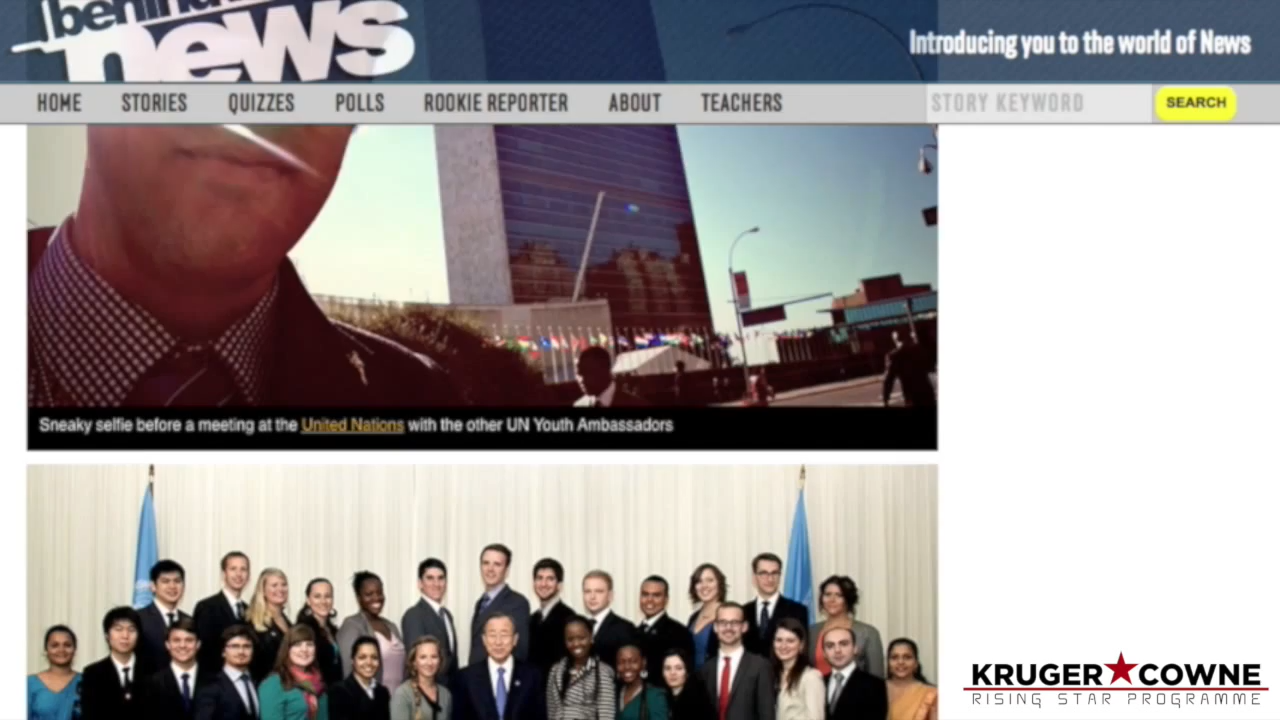 behind
news
Introducing you to the world of News
HOME STORIES QUIZZES POLLS ROOKIE REPORTER ABOUT TEACHERS STORY KEYWORD SEARCH
Sneaky selfie before a meeting at the United Nations with the other UN Youth Ambassadors
KRUGER★COWNE
RISING STAR PROGRAMME